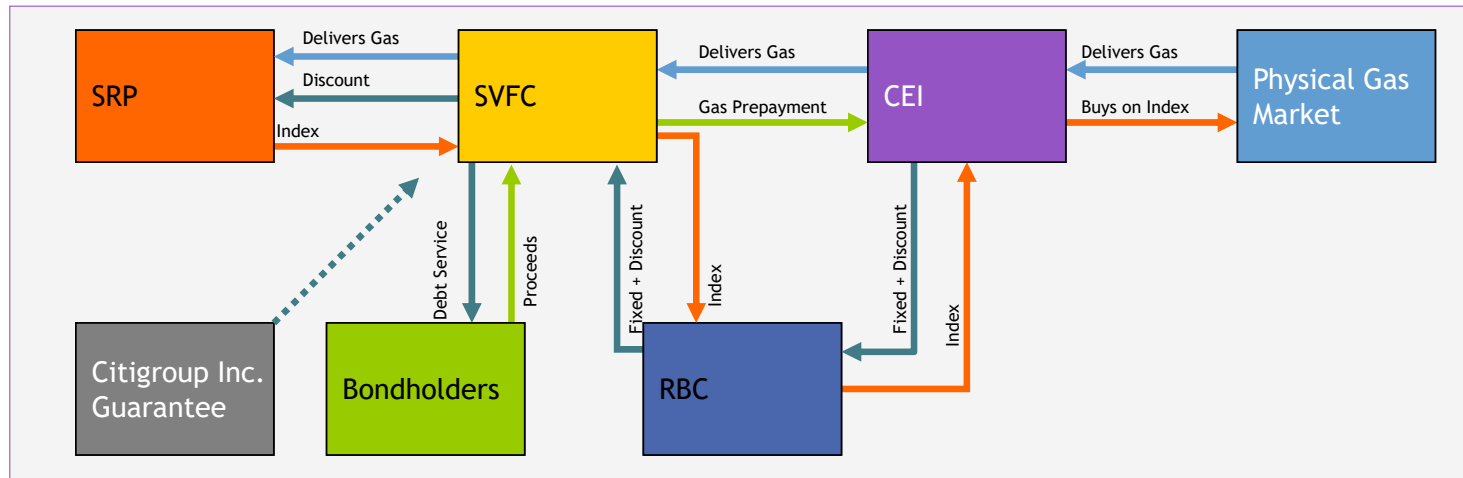 Delivers Gas
SRP
Discount
Index
SVFC
Delivers Gas
Gas Prepayment
CEI
Delivers Gas
Buys on Index
Physical Gas
Market
Debt Service
Proceeds
Fixed + Discount
Index
Fixed + Discount
Index
Citigroup Inc.
Guarantee
Bondholders
RBC